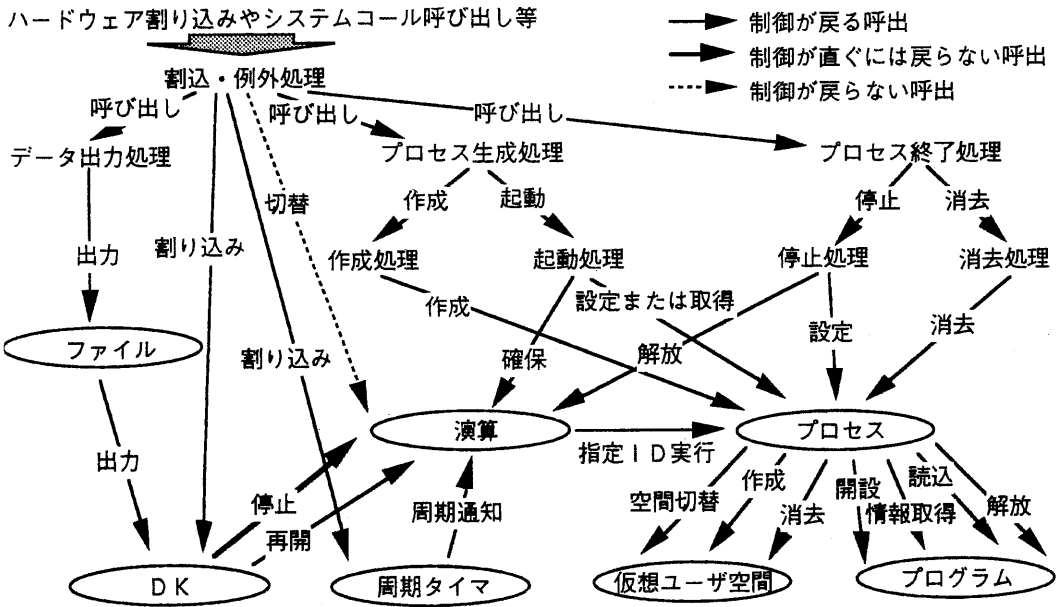 ハードウェア割り込みやシステムコール呼び出し等
制御が戻る呼出
制御が直ぐには戻らない呼出
制御が戻らない呼出
割込・例外処理
呼び出し
呼び出し
呼び出し
データ出力処理
プロセス生成処理
プロセス終了処理
切替
作成
起動
停止
消去
出力
割り込み
作成処理
起動処理
停止処理
消去処理
作成
設定または取得
設定
消去
ファイル
割り込み
確保
解放
演算
指定ID実行
プロセス
出力
停止
再開
周期通知
空間切替
作成
消去
開設
情報取得
読込
解放
DK
周期タイマ
仮想ユーザ空間
プログラム